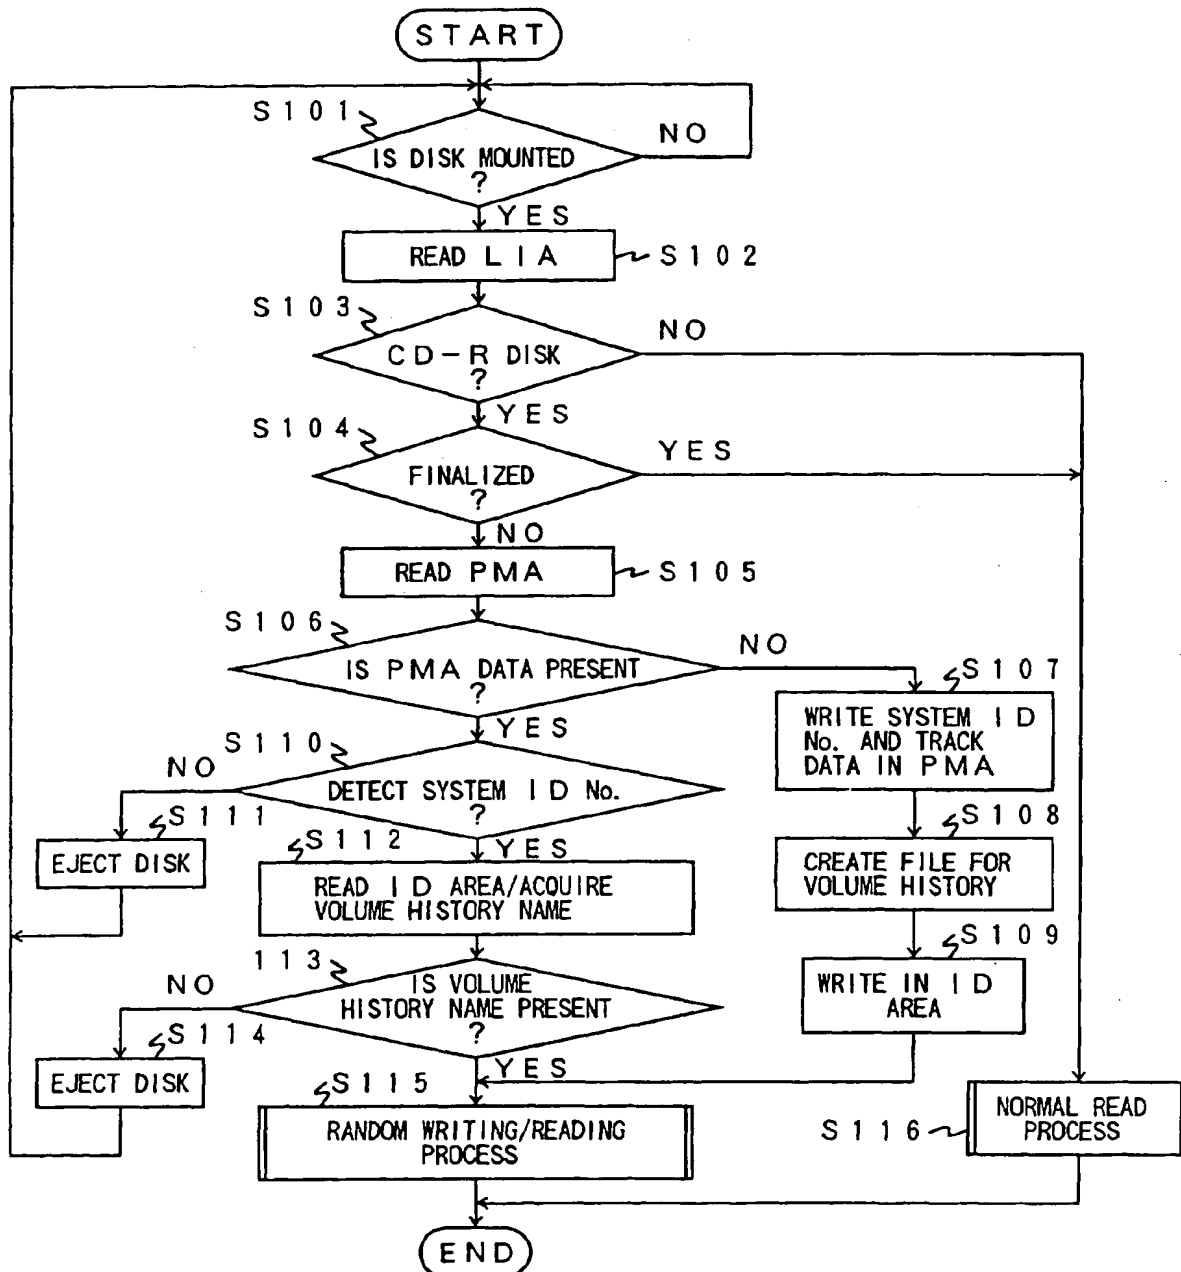 START
S101
NO
IS DISK MOUNTED
?
YES
READ LIA
S102
S103
NO
CD-R DISK
?
YES
S104
YES
FINALIZED
?
NO
READ PMA
S105
S106
NO
IS PMA DATA PRESENT
?
YES
S107
WRITE SYSTEM ID
No. AND TRACK
DATA IN PMA
S110
NO
DETECT SYSTEM ID No.
?
YES
S111
EJECT DISK
S112
READ ID AREA/ACQUIRE
VOLUME HISTORY NAME
S108
CREATE FILE FOR
VOLUME HISTORY
S109
WRITE IN ID
AREA
113
NO
IS VOLUME
HISTORY NAME PRESENT
?
YES
S114
EJECT DISK
S115
RANDOM WRITING/READING
PROCESS
S116
NORMAL READ
PROCESS
END